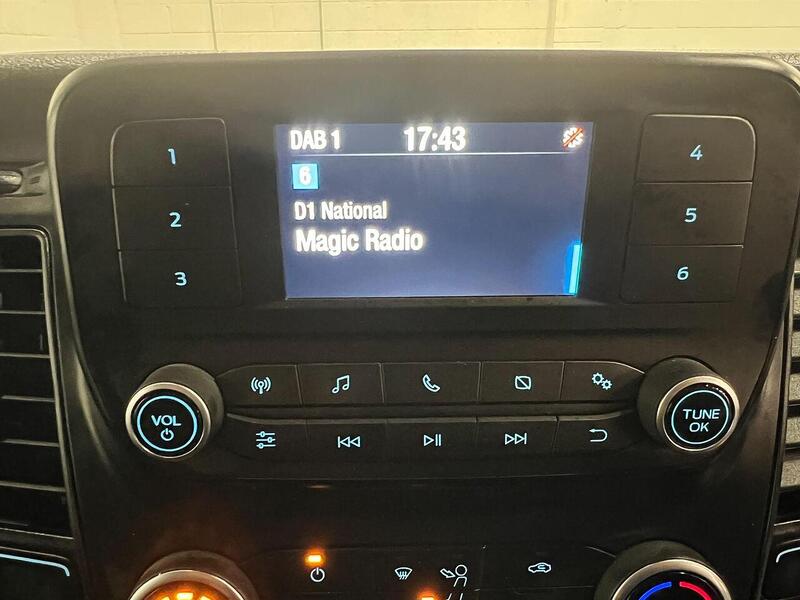 DAB 1 17:43
6
D1 National
Magic Radio
1
2
3
4
5
6
VOL
TUNE
OK